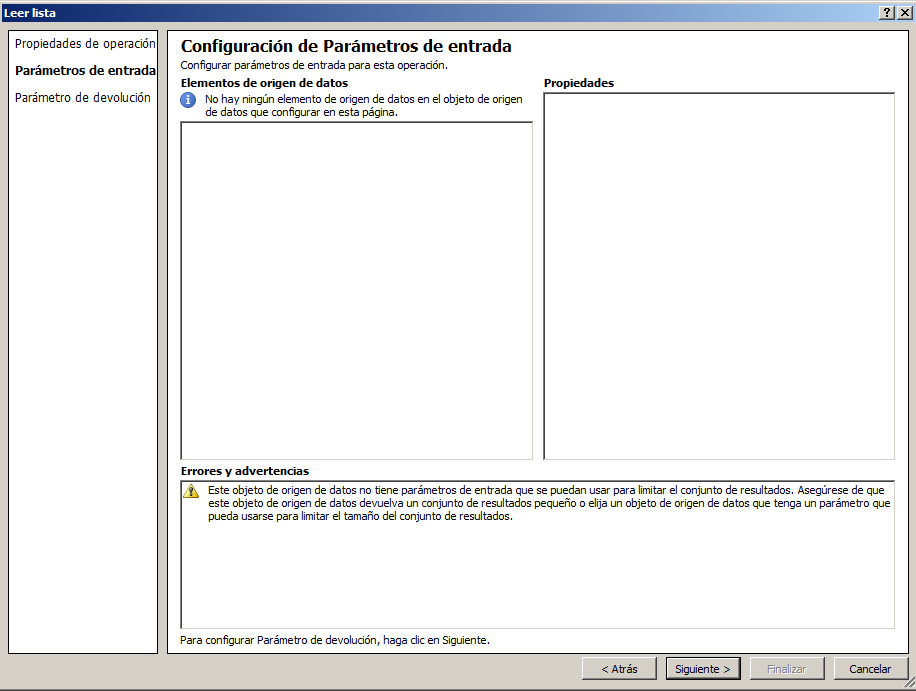 Leer lista
Propiedades de operación
Parámetros de entrada
Parámetro de devolución
Configuración de Parámetros de entrada
Configurar parámetros de entrada para esta operación.
Elementos de origen de datos
No hay ningún elemento de origen de datos en el objeto de origen
de datos que configurar en esta página.
Propiedades
Errores y advertencias
Este objeto de origen de datos no tiene parámetros de entrada que se puedan usar para limitar el conjunto de resultados. Asegúrese de que
este objeto de origen de datos devuelva un conjunto de resultados pequeño o elija un objeto de origen de datos que tenga un parámetro que
pueda usarse para limitar el tamaño del conjunto de resultados.
Para configurar Parámetro de devolución, haga clic en Siguiente.
< Atrás
Siguiente >
Finalizar
Cancelar